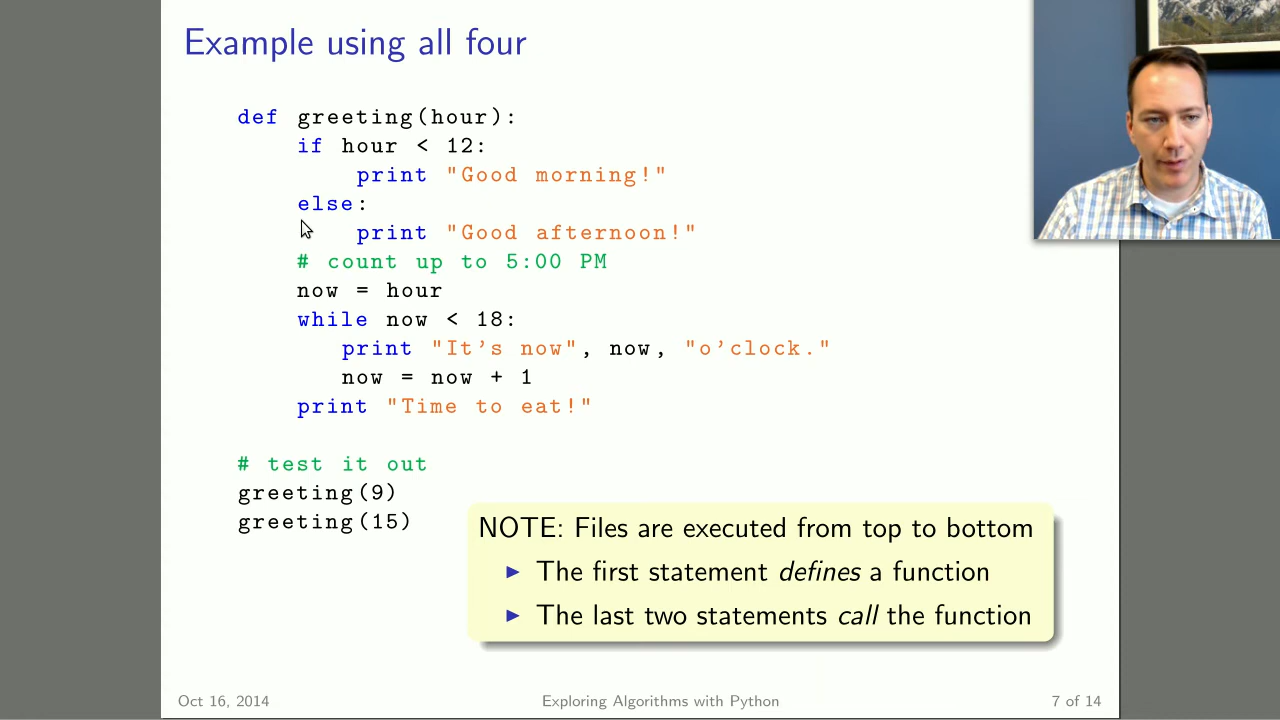 Example using all four
def greeting(hour):
if hour < 12:
print "Good morning!"
else:
print "Good afternoon!"
# count up to 5:00 PM
now = hour
while now < 18:
print "It's now", now, "o'clock."
now = now + 1
print "Time to eat!"
# test it out
greeting(9)
greeting(15)
NOTE: Files are executed from top to bottom
▶ The first statement defines a function
▶ The last two statements call the function
Oct 16, 2014
Exploring Algorithms with Python
7 of 14